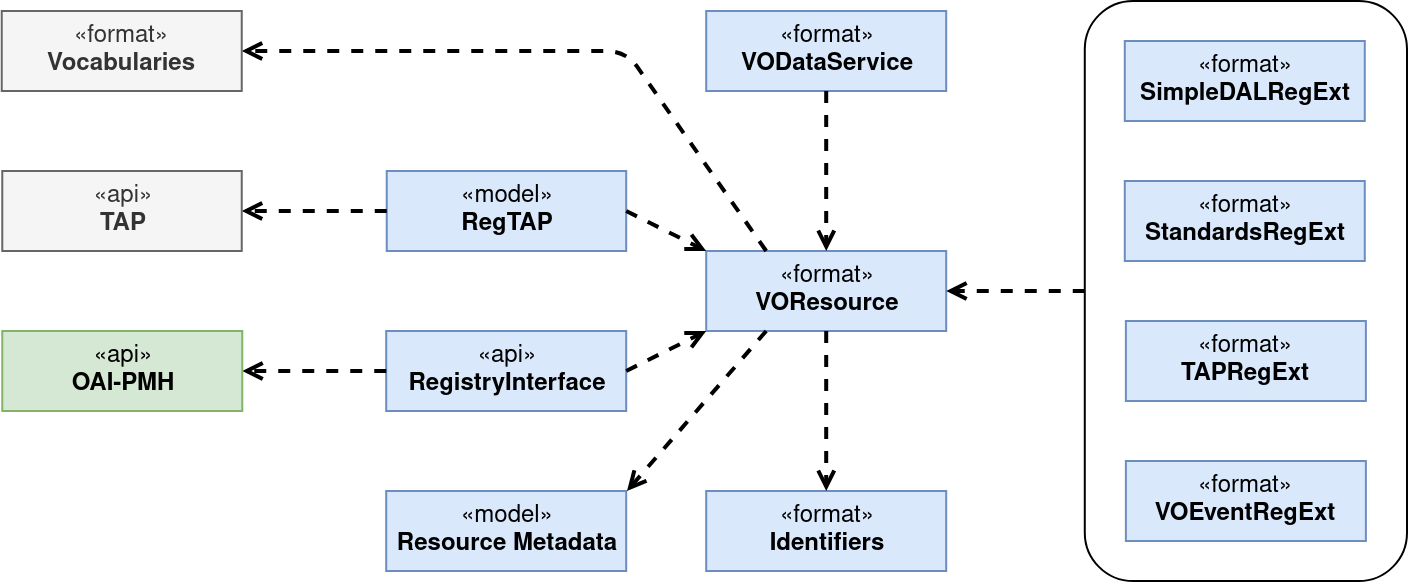 «format»
Vocabularies
«format»
VODataService
«format»
SimpleDALRegExt
«api»
TAP
«model»
RegTAP
«format»
StandardsRegExt
«format»
VOResource
«api»
OAI-PMH
«api»
RegistryInterface
«format»
TAPRegExt
«model»
Resource Metadata
«format»
Identifiers
«format»
VOEventRegExt